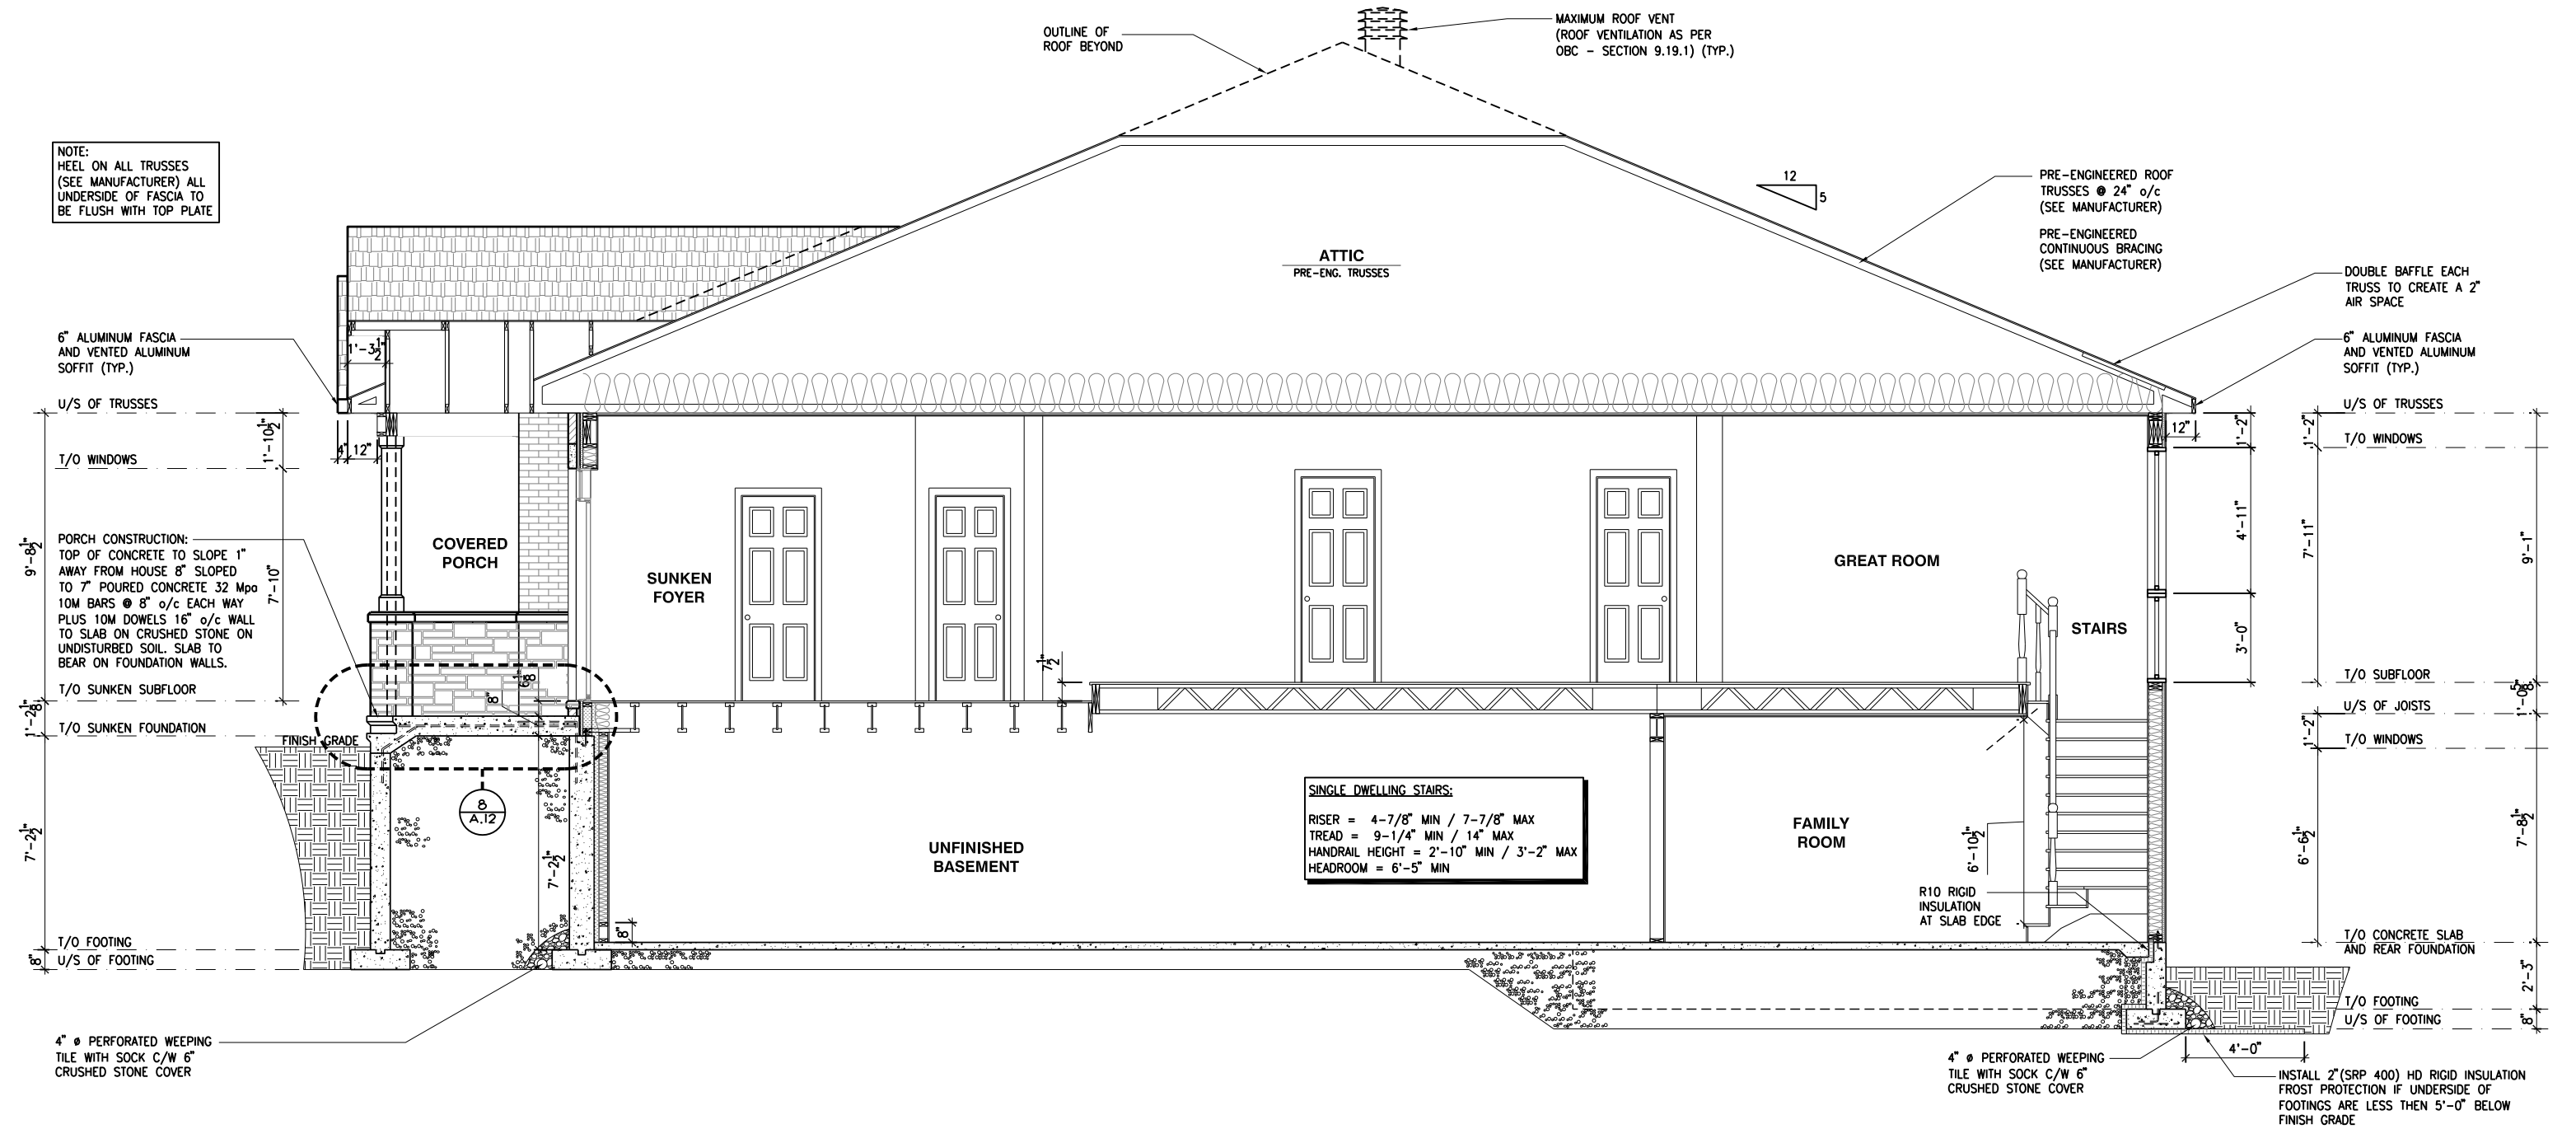 OUTLINE OF
ROOF BEYOND
MAXIMUM ROOF VENT
(ROOF VENTILATION AS PER
OBC - SECTION 9.19.1) (TYP.)
NOTE:
HEEL ON ALL TRUSSES
(SEE MANUFACTURER) ALL
UNDERSIDE OF FASCIA TO
BE FLUSH WITH TOP PLATE
12
5
PRE-ENGINEERED ROOF
TRUSSES @ 24" o/c
(SEE MANUFACTURER)
PRE-ENGINEERED
CONTINUOUS BRACING
(SEE MANUFACTURER)
ATTIC
PRE-ENG. TRUSSES
DOUBLE BAFFLE EACH
TRUSS TO CREATE A 2"
AIR SPACE
6" ALUMINUM FASCIA
AND VENTED ALUMINUM
SOFFIT (TYP.)
1'-3½"
6" ALUMINUM FASCIA
AND VENTED ALUMINUM
SOFFIT (TYP.)
U/S OF TRUSSES
1'-10½"
4" 12"
T/O WINDOWS
9'-8½"
7'-10"
PORCH CONSTRUCTION:
TOP OF CONCRETE TO SLOPE 1"
AWAY FROM HOUSE 8" SLOPED
TO 7" POURED CONCRETE 32 Mpa
10M BARS @ 8" o/c EACH WAY
PLUS 10M DOWELS 16" o/c WALL
TO SLAB ON CRUSHED STONE ON
UNDISTURBED SOIL. SLAB TO
BEAR ON FOUNDATION WALLS.
COVERED
PORCH
SUNKEN
FOYER
GREAT ROOM
STAIRS
U/S OF TRUSSES
12"
1'-2"
1'-2"
T/O WINDOWS
4'-11"
7'-11"
9'-1"
3'-0"
T/O SUBFLOOR
1'-0⅝"
U/S OF JOISTS
1'-2"
T/O WINDOWS
T/O SUNKEN SUBFLOOR
1'-2⅛"
T/O SUNKEN FOUNDATION
6⅛"
8"
7½"
FINISH GRADE
8
A.12
7'-2½"
7'-2½"
UNFINISHED
BASEMENT
SINGLE DWELLING STAIRS:
RISER = 4-7/8" MIN / 7-7/8" MAX
TREAD = 9-1/4" MIN / 14" MAX
HANDRAIL HEIGHT = 2'-10" MIN / 3'-2" MAX
HEADROOM = 6'-5" MIN
FAMILY
ROOM
6'-10½"
6'-6½"
7'-8½"
R10 RIGID
INSULATION
AT SLAB EDGE
8"
T/O FOOTING
U/S OF FOOTING
8"
T/O CONCRETE SLAB
AND REAR FOUNDATION
2'-3"
T/O FOOTING
U/S OF FOOTING
8"
4'-0"
4" ø PERFORATED WEEPING
TILE WITH SOCK C/W 6"
CRUSHED STONE COVER
4" ø PERFORATED WEEPING
TILE WITH SOCK C/W 6"
CRUSHED STONE COVER
INSTALL 2"(SRP 400) HD RIGID INSULATION
FROST PROTECTION IF UNDERSIDE OF
FOOTINGS ARE LESS THEN 5'-0" BELOW
FINISH GRADE